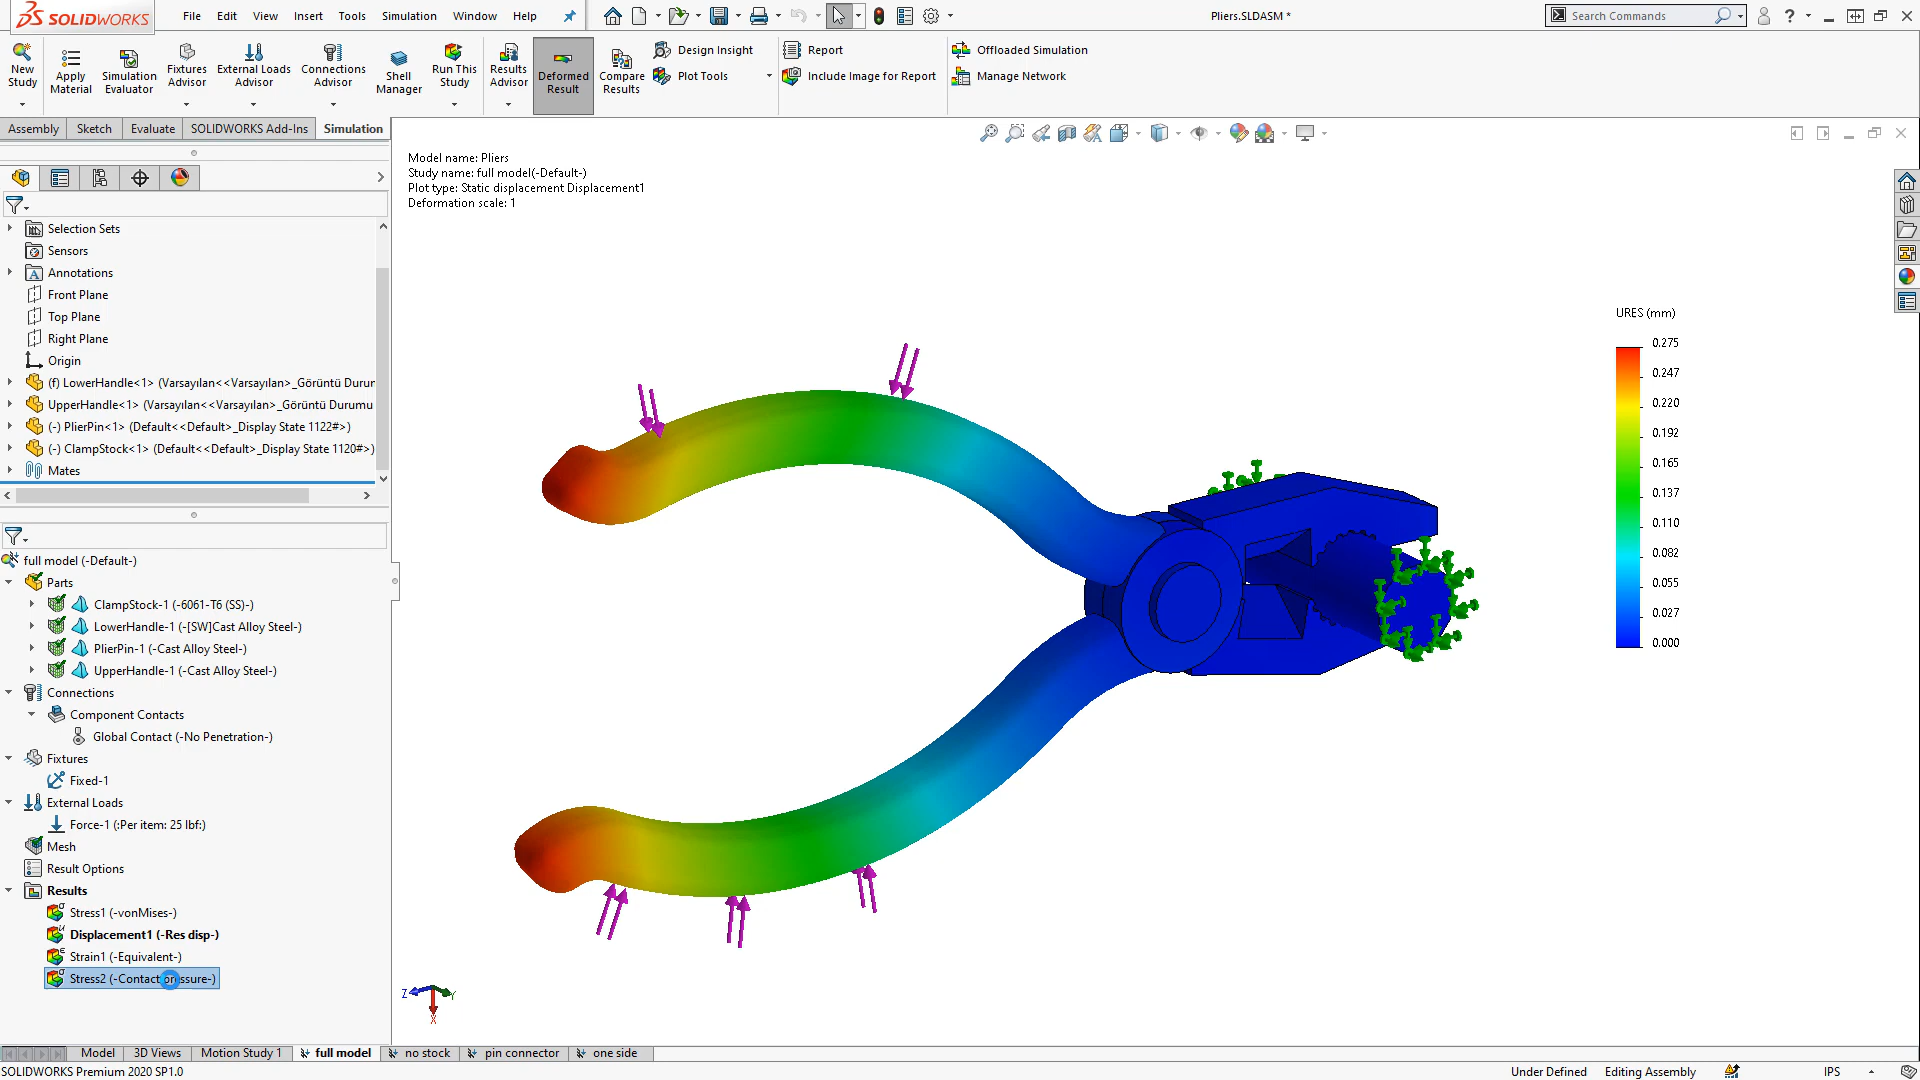 SOLIDWORKS
File Edit View Insert Tools Simulation Window Help
Pliers.SLDASM *
Search Commands
New Study
Apply Material
Simulation Evaluator
Fixtures Advisor
External Loads Advisor
Connections Advisor
Shell Manager
Run This Study
Results Advisor
Deformed Result
Compare Results
Design Insight
Plot Tools
Report
Include Image for Report
Offloaded Simulation
Manage Network
Assembly Sketch Evaluate SOLIDWORKS Add-Ins Simulation
Model name: Pliers
Study name: full model(-Default-)
Plot type: Static displacement Displacement1
Deformation scale: 1
Selection Sets
Sensors
Annotations
Front Plane
Top Plane
Right Plane
Origin
(f) LowerHandle<1> (Varsayılan<<Varsayılan>_Görüntü Durur
UpperHandle<1> (Varsayılan<<Varsayılan>_Görüntü Durumu
(-) PlierPin<1> (Default<<Default>_Display State 1122#>)
(-) ClampStock<1> (Default<<Default>_Display State 1120#>)
Mates
full model (-Default-)
Parts
ClampStock-1 (-6061-T6 (SS)-)
LowerHandle-1 (-[SW]Cast Alloy Steel-)
PlierPin-1 (-Cast Alloy Steel-)
UpperHandle-1 (-Cast Alloy Steel-)
Connections
Component Contacts
Global Contact (-No Penetration-)
Fixtures
Fixed-1
External Loads
Force-1 (:Per item: 25 lbf:)
Mesh
Result Options
Results
Stress1 (-vonMises-)
Displacement1 (-Res disp-)
Strain1 (-Equivalent-)
Stress2 (-Contact pressure-)
URES (mm)
0.275
0.247
0.220
0.192
0.165
0.137
0.110
0.082
0.055
0.027
0.000
Z Y
X
Model 3D Views Motion Study 1 full model no stock pin connector one side
SOLIDWORKS Premium 2020 SP1.0
Under Defined Editing Assembly IPS